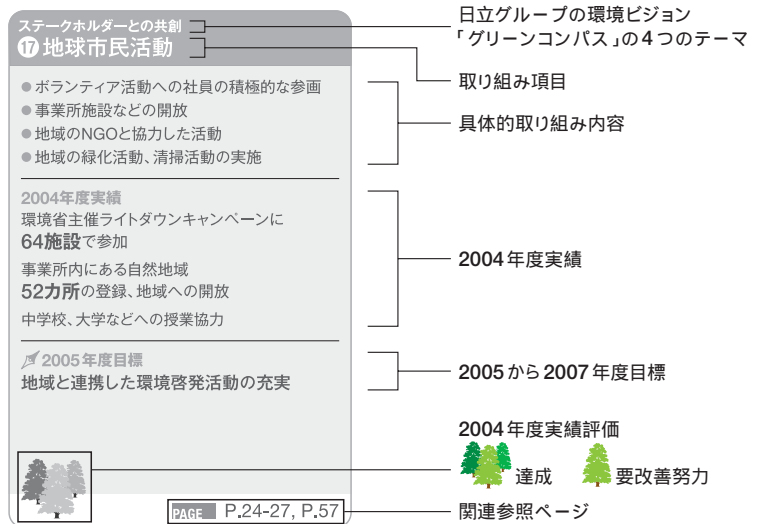 ステークホルダーとの共創
⑰地球市民活動
●ボランティア活動への社員の積極的な参画
●事業所施設などの開放
●地域のNGOと協力した活動
●地域の緑化活動、清掃活動の実施
2004年度実績
環境省主催ライトダウンキャンペーンに
64施設で参加
事業所内にある自然地域
52カ所の登録、地域への開放
中学校、大学などへの授業協力
2005年度目標
地域と連携した環境啓発活動の充実
PAGE P.24-27, P.57
日立グループの環境ビジョン
「グリーンコンパス」の4つのテーマ
取り組み項目
具体的取り組み内容
2004年度実績
2005から2007年度目標
2004年度実績評価
達成 要改善努力
関連参照ページ